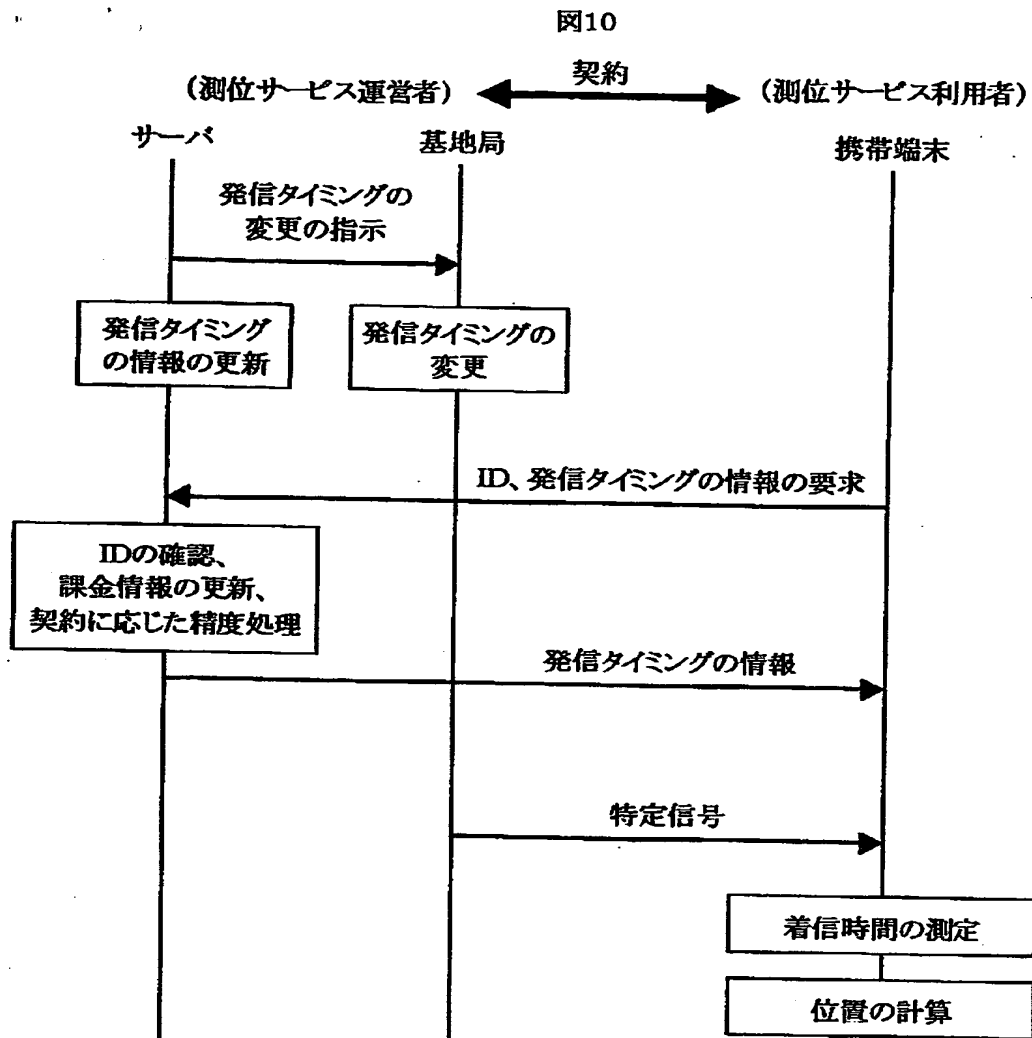 図10
契約
(測位サービス運営者)
(測位サービス利用者)
サーバ
基地局
携帯端末
発信タイミングの
変更の指示
発信タイミング
の情報の更新
発信タイミングの
変更
ID、発信タイミングの情報の要求
IDの確認、
課金情報の更新、
契約に応じた精度処理
発信タイミングの情報
特定信号
着信時間の測定
位置の計算